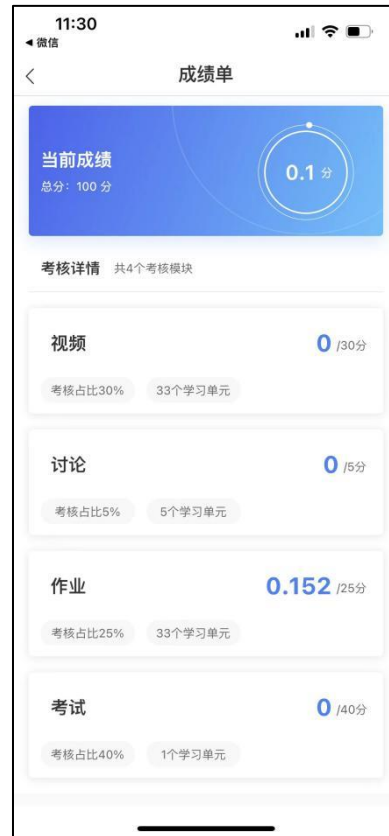 11:30
◀ 微信
成绩单
当前成绩
总分：100 分
0.1 分
考核详情 共4个考核模块
视频 0 /30分
考核占比30% 33个学习单元
讨论 0 /5分
考核占比5% 5个学习单元
作业 0.152 /25分
考核占比25% 33个学习单元
考试 0 /40分
考核占比40% 1个学习单元